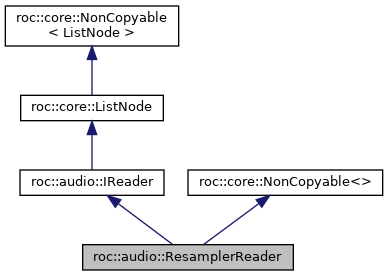 roc::core::NonCopyable
< ListNode >
roc::core::ListNode
roc::audio::IReader
roc::core::NonCopyable<>
roc::audio::ResamplerReader